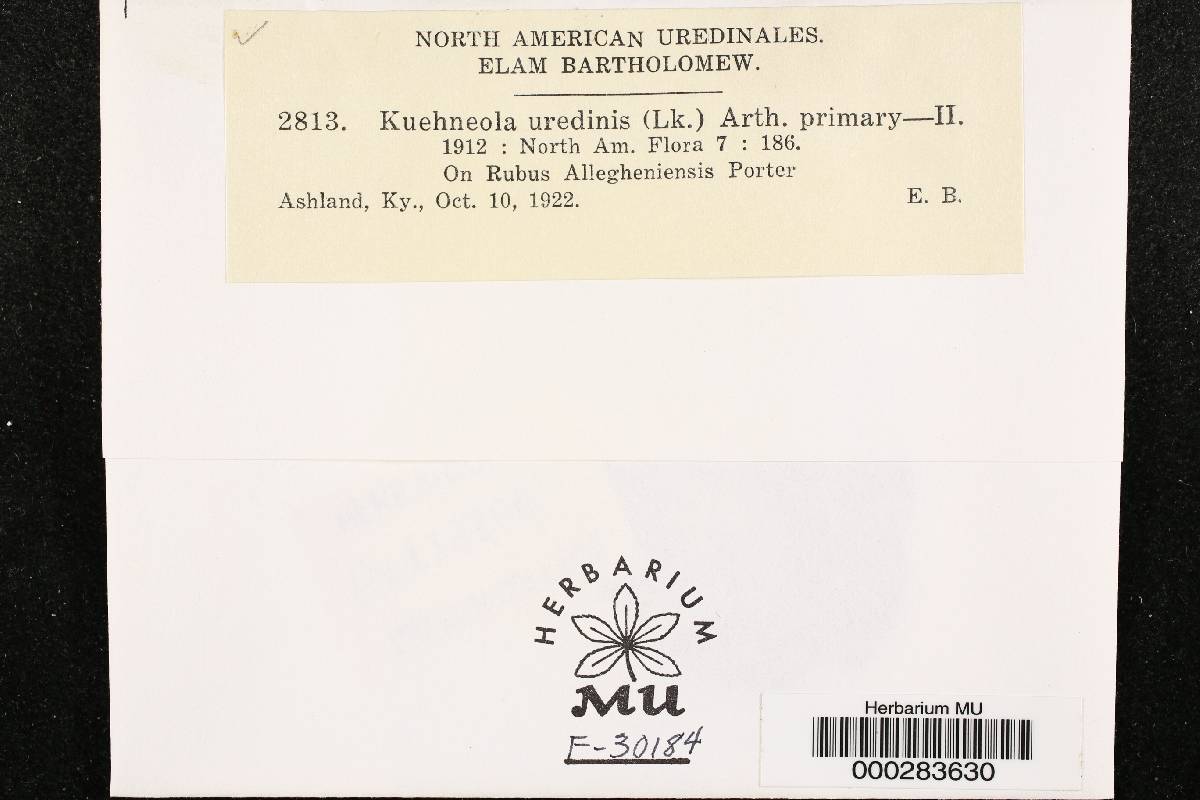 NORTH AMERICAN UREDINALES.
ELAM BARTHOLOMEW.
2813. Kuehneola uredinis (Lk.) Arth. primary—II.
1912 : North Am. Flora 7 : 186.
On Rubus Allegheniensis Porter
Ashland, Ky., Oct. 10, 1922. E. B.
HERBARIUM
MU
F-30184
Herbarium MU
000283630